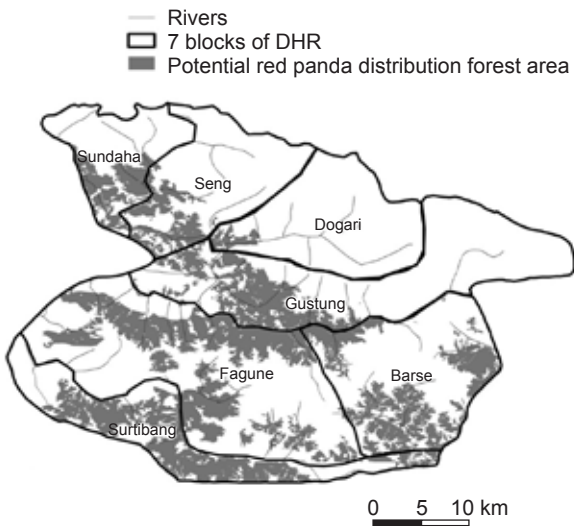 Rivers
7 blocks of DHR
Potential red panda distribution forest area
Sundaha
Seng
Dogari
Gustung
Fagune
Barse
Surtibang
0 5 10 km